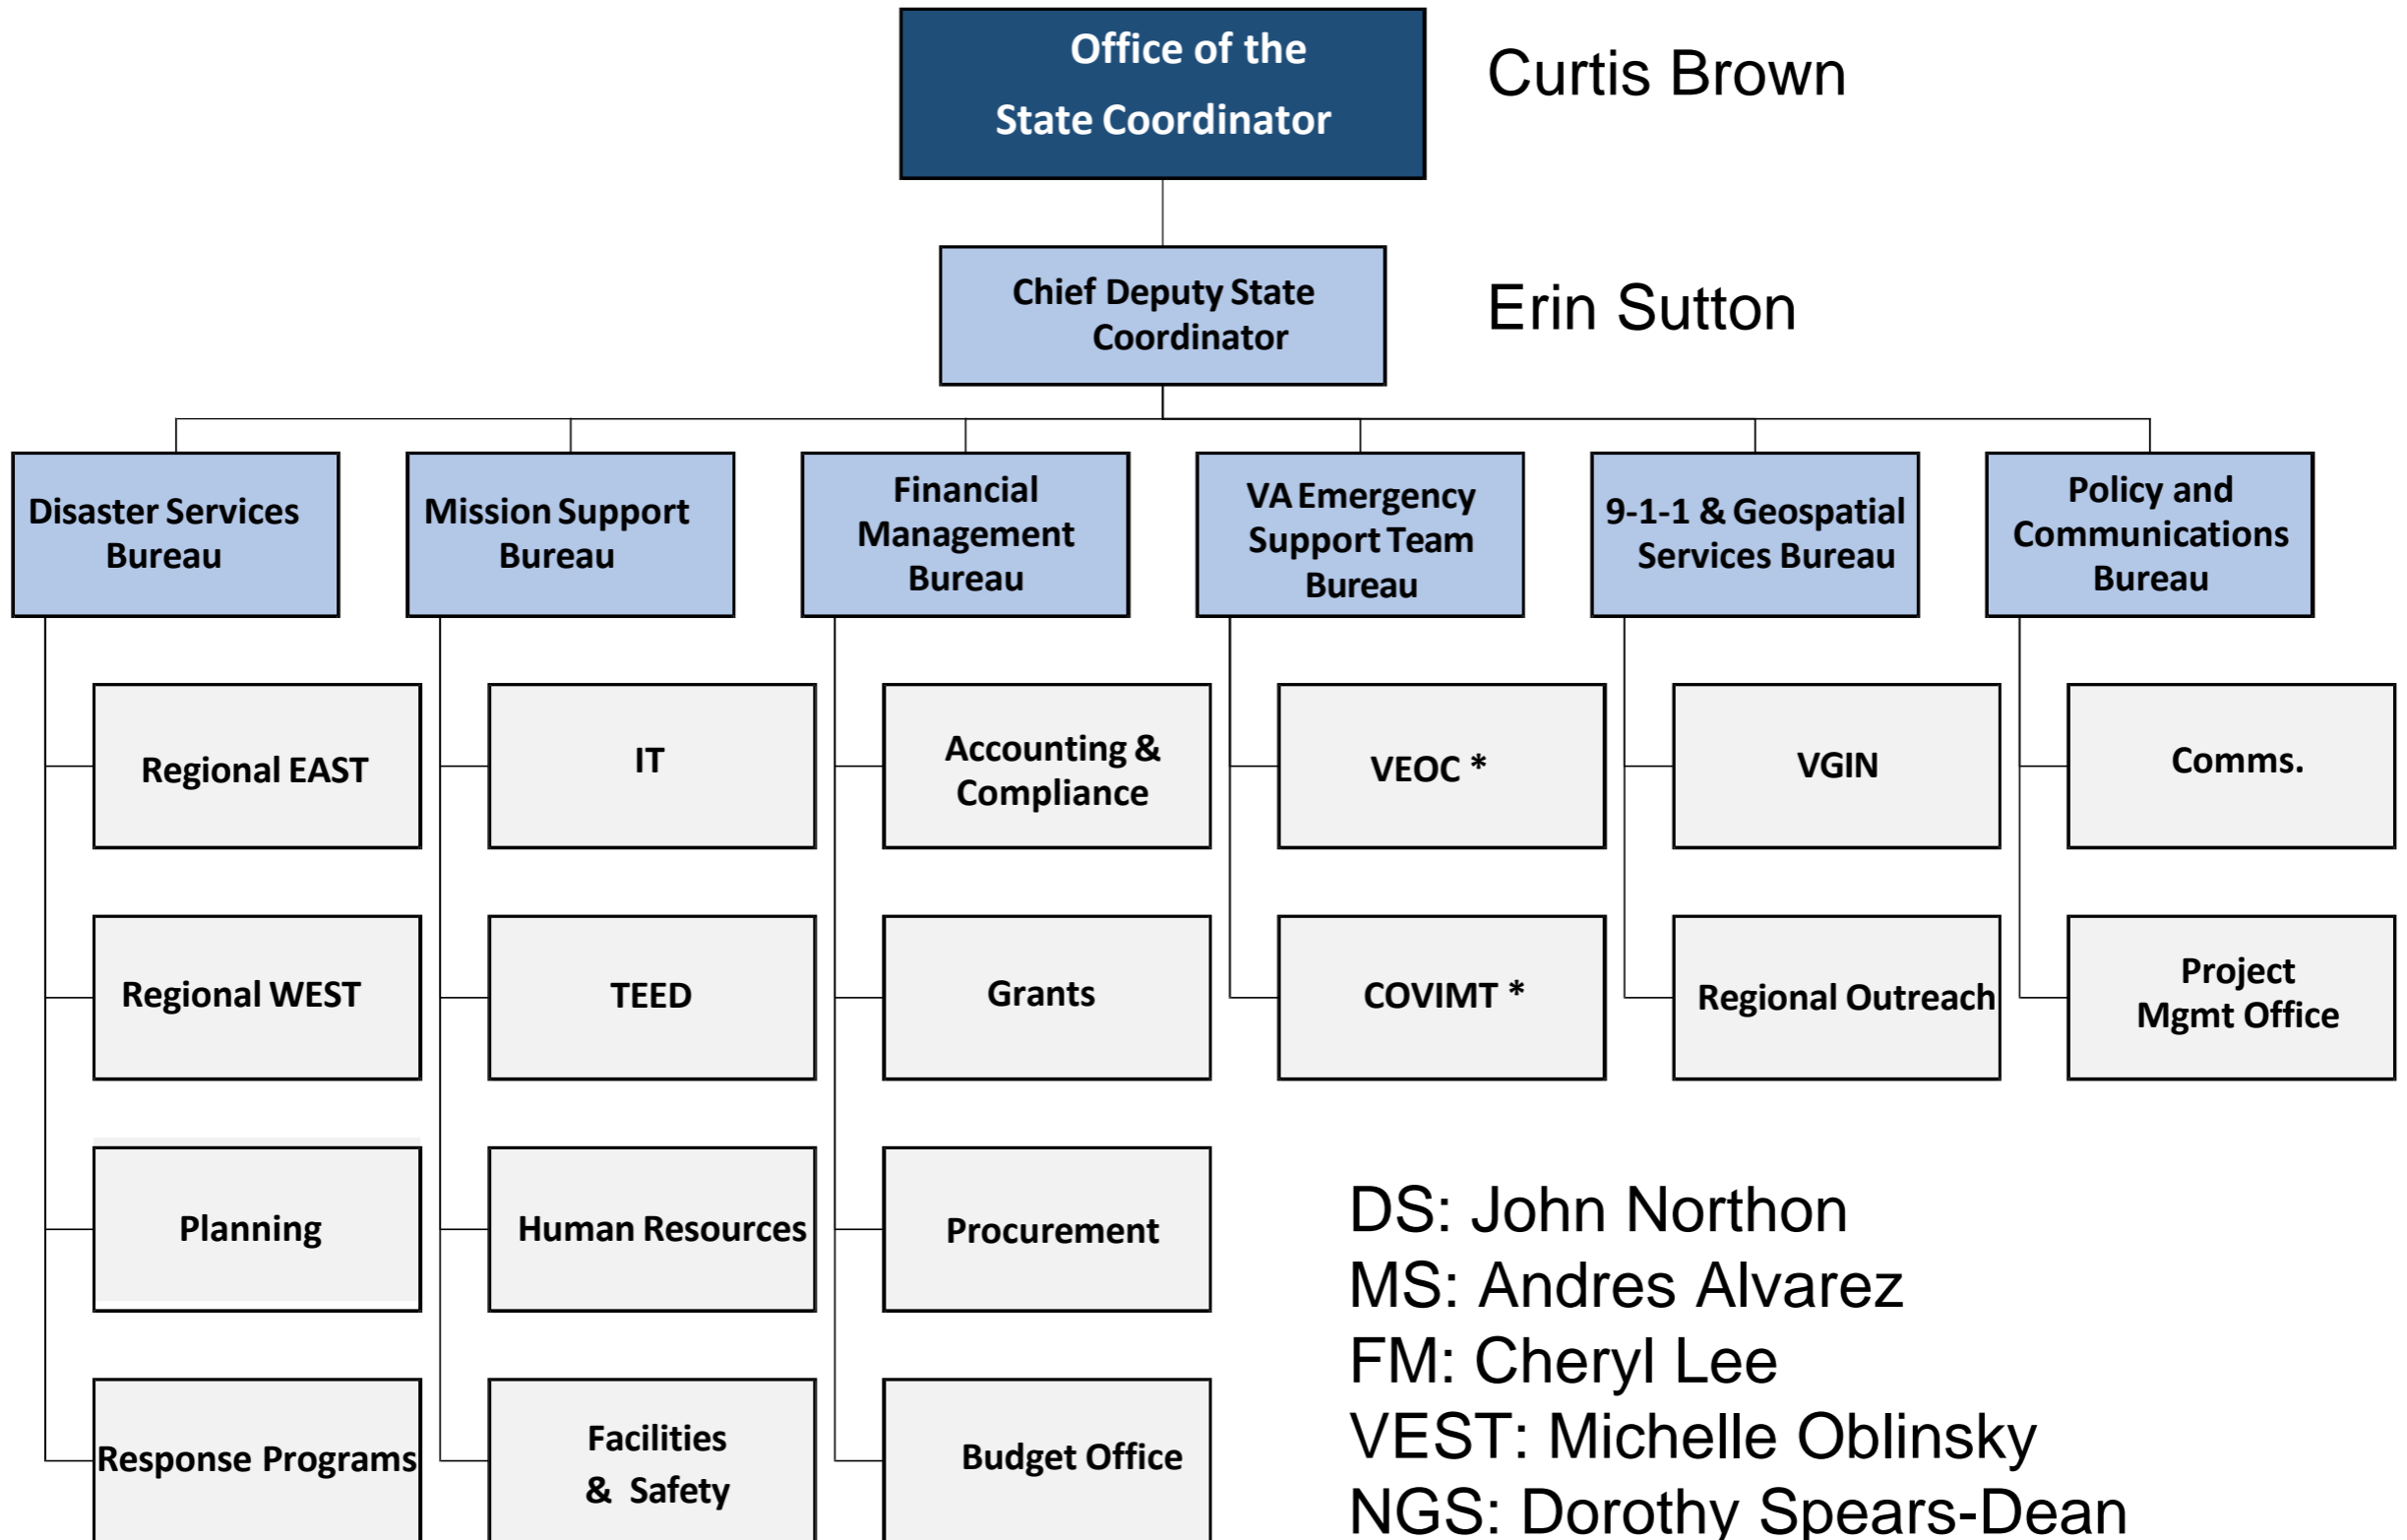 Office of the
State Coordinator
Curtis Brown
Chief Deputy State
Coordinator
Erin Sutton
Disaster Services
Bureau
Mission Support
Bureau
Financial
Management
Bureau
VA Emergency
Support Team
Bureau
9-1-1 & Geospatial
Services Bureau
Policy and
Communications
Bureau
Regional EAST
IT
Accounting &
Compliance
VEOC *
VGIN
Comms.
Regional WEST
TEED
Grants
COVIMT *
Regional Outreach
Project
Mgmt Office
Planning
Human Resources
Procurement
Response Programs
Facilities
& Safety
Budget Office
DS: John Northon
MS: Andres Alvarez
FM: Cheryl Lee
VEST: Michelle Oblinsky
NGS: Dorothy Spears-Dean